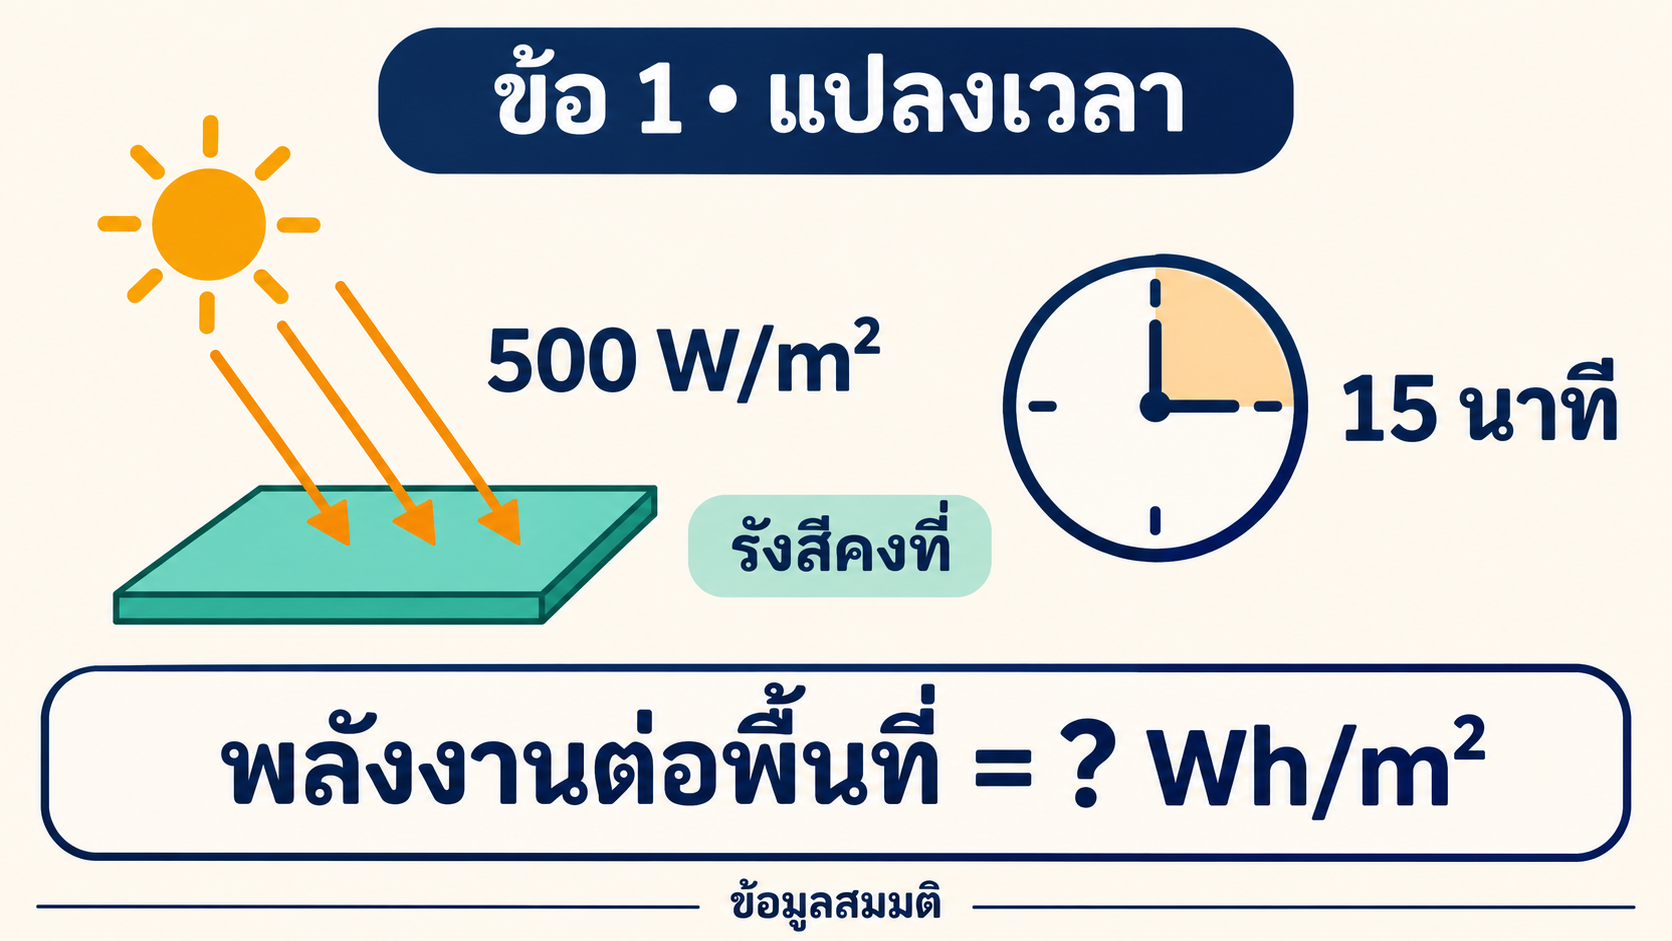 ข้อ 1 • แปลงเวลา
500 W/m²
15 นาที
รังสีคงที่
พลังงานต่อพื้นที่ = ? Wh/m²
ข้อมูลสมมติ